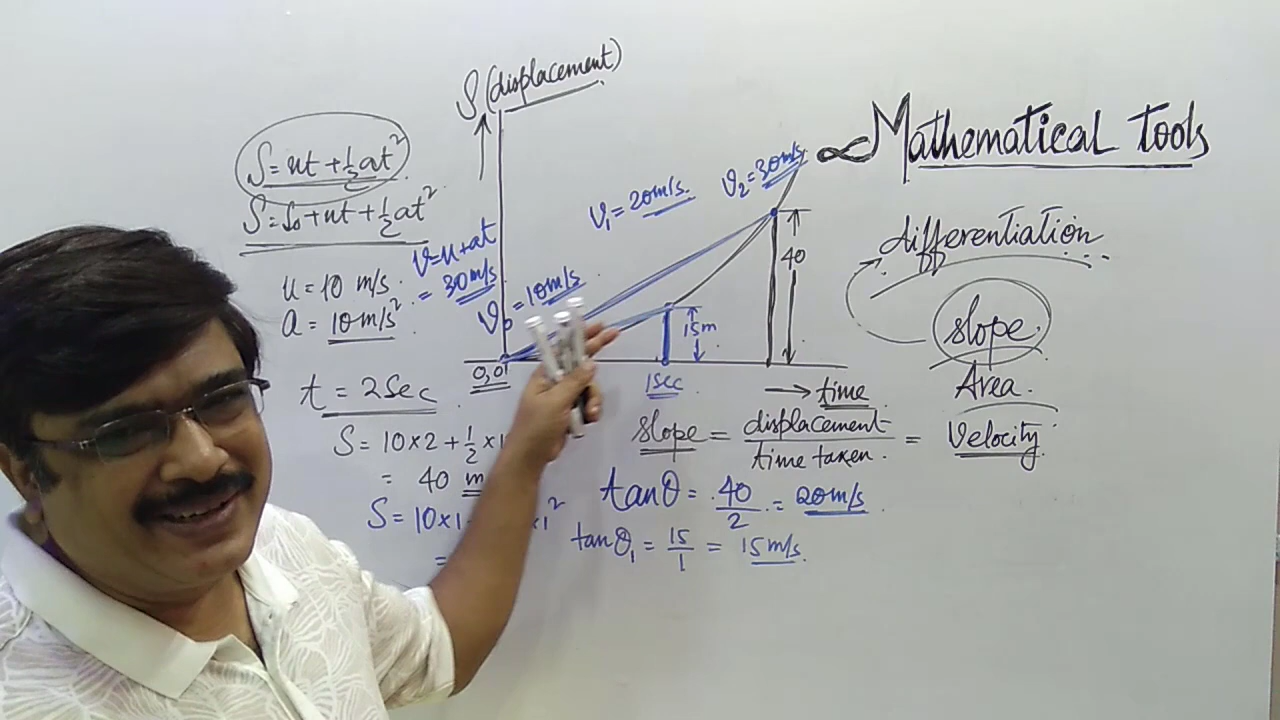 S (displacement)
∝ Mathematical Tools
S = ut + ½at²
S = S₀ + ut + ½at²
u = 10 m/s.
a = 10 m/s²
V = u + at
= 30 m/s
V₀ = 10 m/s
V₁ = 20 m/s.
V₂ = 30 m/s.
differentiation...
slope.
Area.
40
15m
0,0
1sec
→ time
t = 2 Sec
S = 10×2 + ½×1
= 40 m
S = 10×1
×1²
=
slope = displacement / time taken. = Velocity.
tanθ = 40/2 = 20 m/s
tanθ₁ = 15/1 = 15 m/s.